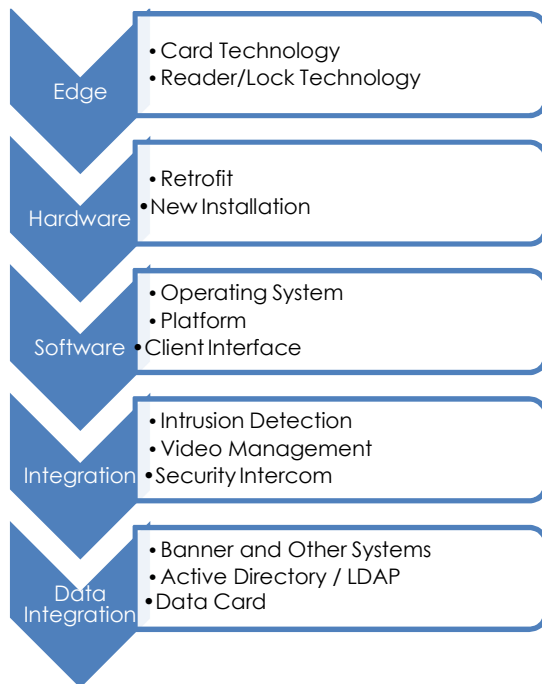 Edge
• Card Technology
• Reader/Lock Technology
Hardware
• Retrofit
• New Installation
Software
• Operating System
• Platform
• Client Interface
Integration
• Intrusion Detection
• Video Management
• Security Intercom
Data
Integration
• Banner and Other Systems
• Active Directory / LDAP
• Data Card